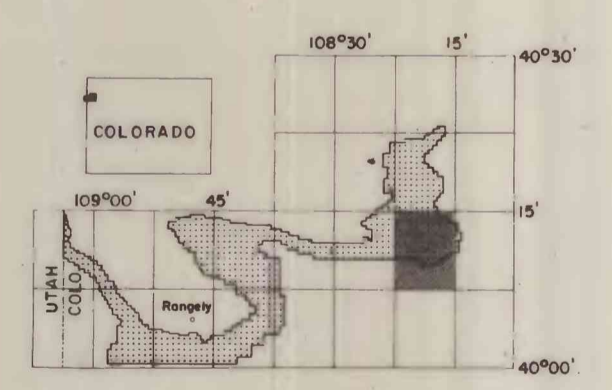 108°30' 15'
40°30'
COLORADO
109°00' 45'
15'
UTAH
COLO.
Rangely
40°00'